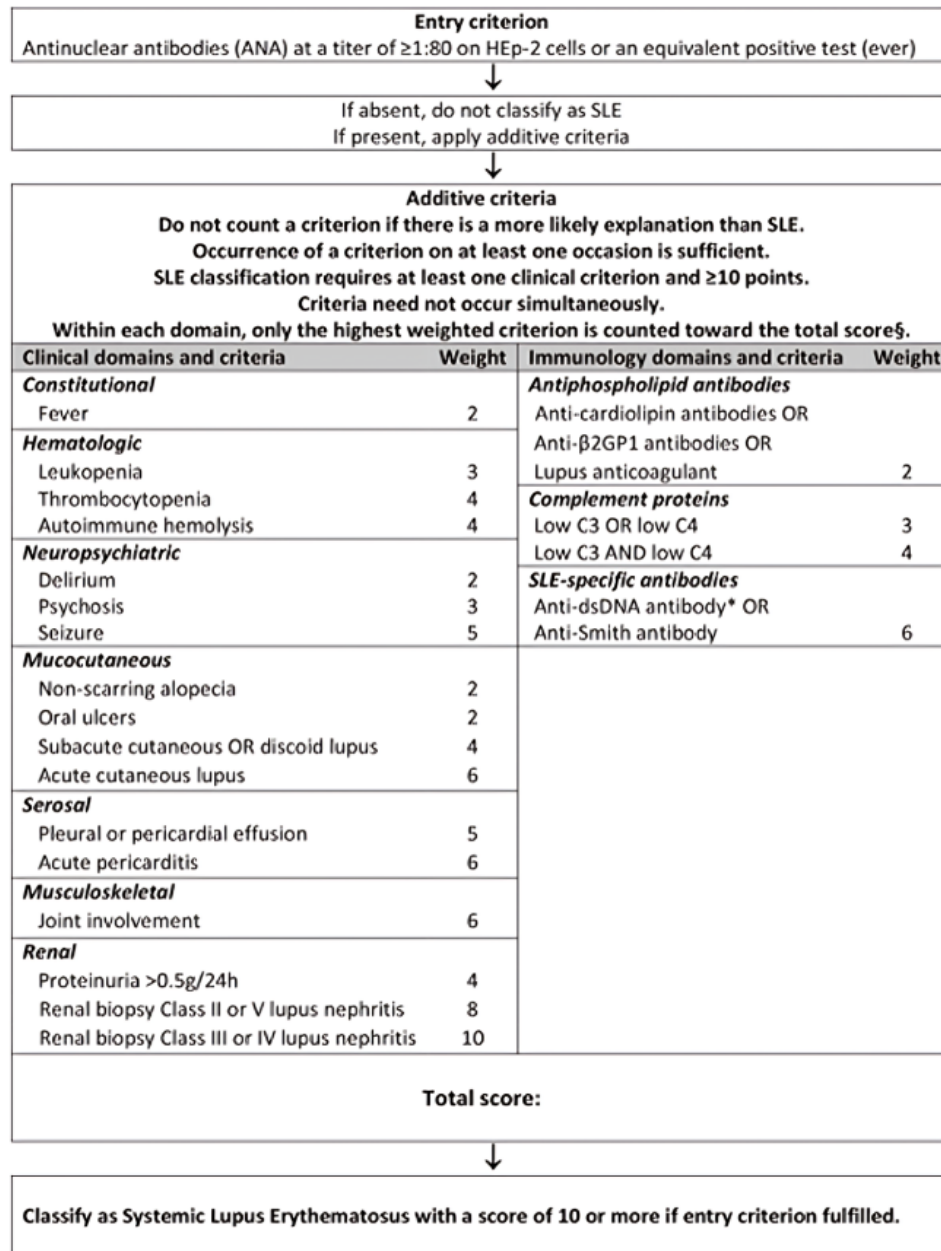 Entry criterion
Antinuclear antibodies (ANA) at a titer of ≥1:80 on HEp-2 cells or an equivalent positive test (ever)
↓
If absent, do not classify as SLE
If present, apply additive criteria
↓
Additive criteria
Do not count a criterion if there is a more likely explanation than SLE.
Occurrence of a criterion on at least one occasion is sufficient.
SLE classification requires at least one clinical criterion and ≥10 points.
Criteria need not occur simultaneously.
Within each domain, only the highest weighted criterion is counted toward the total score§.
Clinical domains and criteria Weight
Constitutional
Fever 2
Hematologic
Leukopenia 3
Thrombocytopenia 4
Autoimmune hemolysis 4
Neuropsychiatric
Delirium 2
Psychosis 3
Seizure 5
Mucocutaneous
Non-scarring alopecia 2
Oral ulcers 2
Subacute cutaneous OR discoid lupus 4
Acute cutaneous lupus 6
Serosal
Pleural or pericardial effusion 5
Acute pericarditis 6
Musculoskeletal
Joint involvement 6
Renal
Proteinuria >0.5g/24h 4
Renal biopsy Class II or V lupus nephritis 8
Renal biopsy Class III or IV lupus nephritis 10
Immunology domains and criteria Weight
Antiphospholipid antibodies
Anti-cardiolipin antibodies OR
Anti-β2GP1 antibodies OR
Lupus anticoagulant 2
Complement proteins
Low C3 OR low C4 3
Low C3 AND low C4 4
SLE-specific antibodies
Anti-dsDNA antibody* OR
Anti-Smith antibody 6
Total score:
↓
Classify as Systemic Lupus Erythematosus with a score of 10 or more if entry criterion fulfilled.